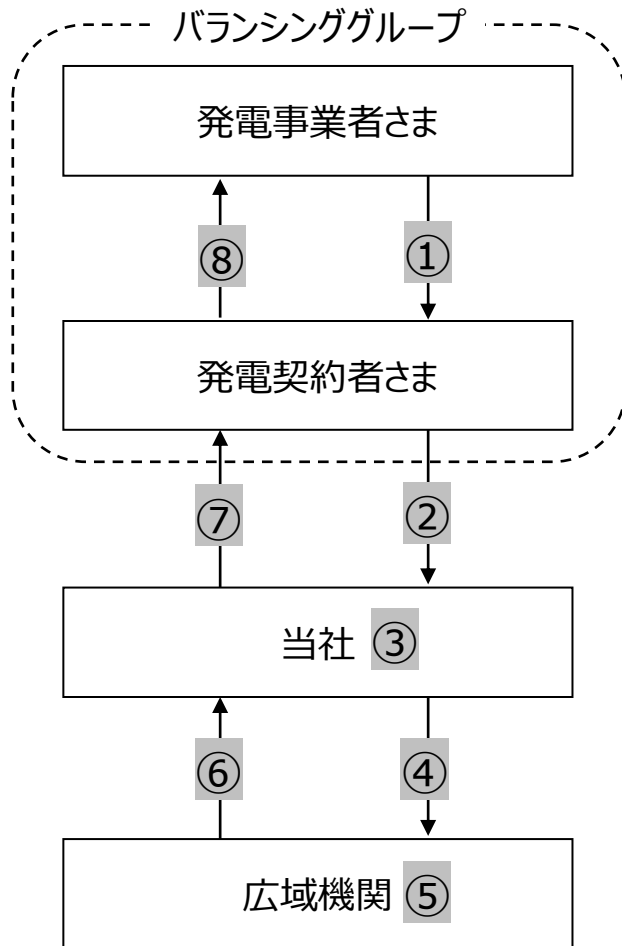 バランシンググループ
発電事業者さま
⑧ ①
発電契約者さま
⑦ ②
当社 ③
⑥ ④
広域機関 ⑤